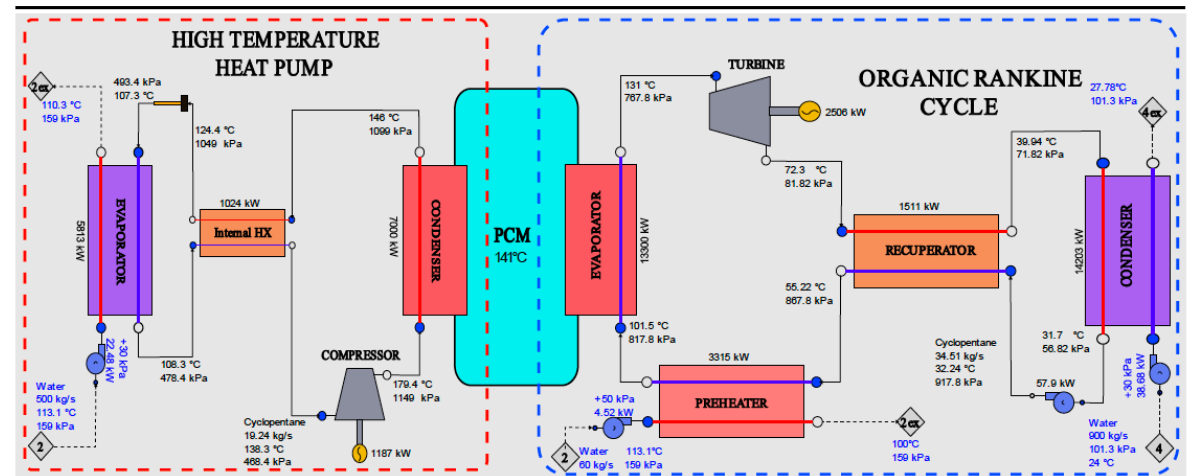 HIGH TEMPERATURE
HEAT PUMP
2ex
110.3 °C
159 kPa
493.4 kPa
107.3 °C
124.4 °C
1049 kPa
146 °C
1099 kPa
5813 kW
EVAPORATOR
1024 kW
Internal HX
7000 kW
CONDENSER
+30 kPa
22.48 kW
108.3 °C
478.4 kPa
Water
500 kg/s
113.1 °C
159 kPa
2
COMPRESSOR
179.4 °C
1149 kPa
Cyclopentane
19.24 kg/s
138.3 °C
468.4 kPa
1187 kW
PCM
141°C
ORGANIC RANKINE
CYCLE
TURBINE
131 °C
767.8 kPa
2506 kW
72.3 °C
81.82 kPa
27.78°C
101.3 kPa
4ex
39.94 °C
71.82 kPa
EVAPORATOR
13300 kW
1511 kW
RECUPERATOR
14203 kW
CONDENSER
55.22 °C
867.8 kPa
101.5 °C
817.8 kPa
3315 kW
PREHEATER
+50 kPa
4.52 kW
2
Water
60 kg/s
113.1°C
159 kPa
2ex
100°C
159 kPa
Cyclopentane
34.51 kg/s
32.24 °C
917.8 kPa
57.9 kW
31.7 °C
56.82 kPa
+30 kPa
38.68 kW
Water
900 kg/s
101.3 kPa
24 °C
4